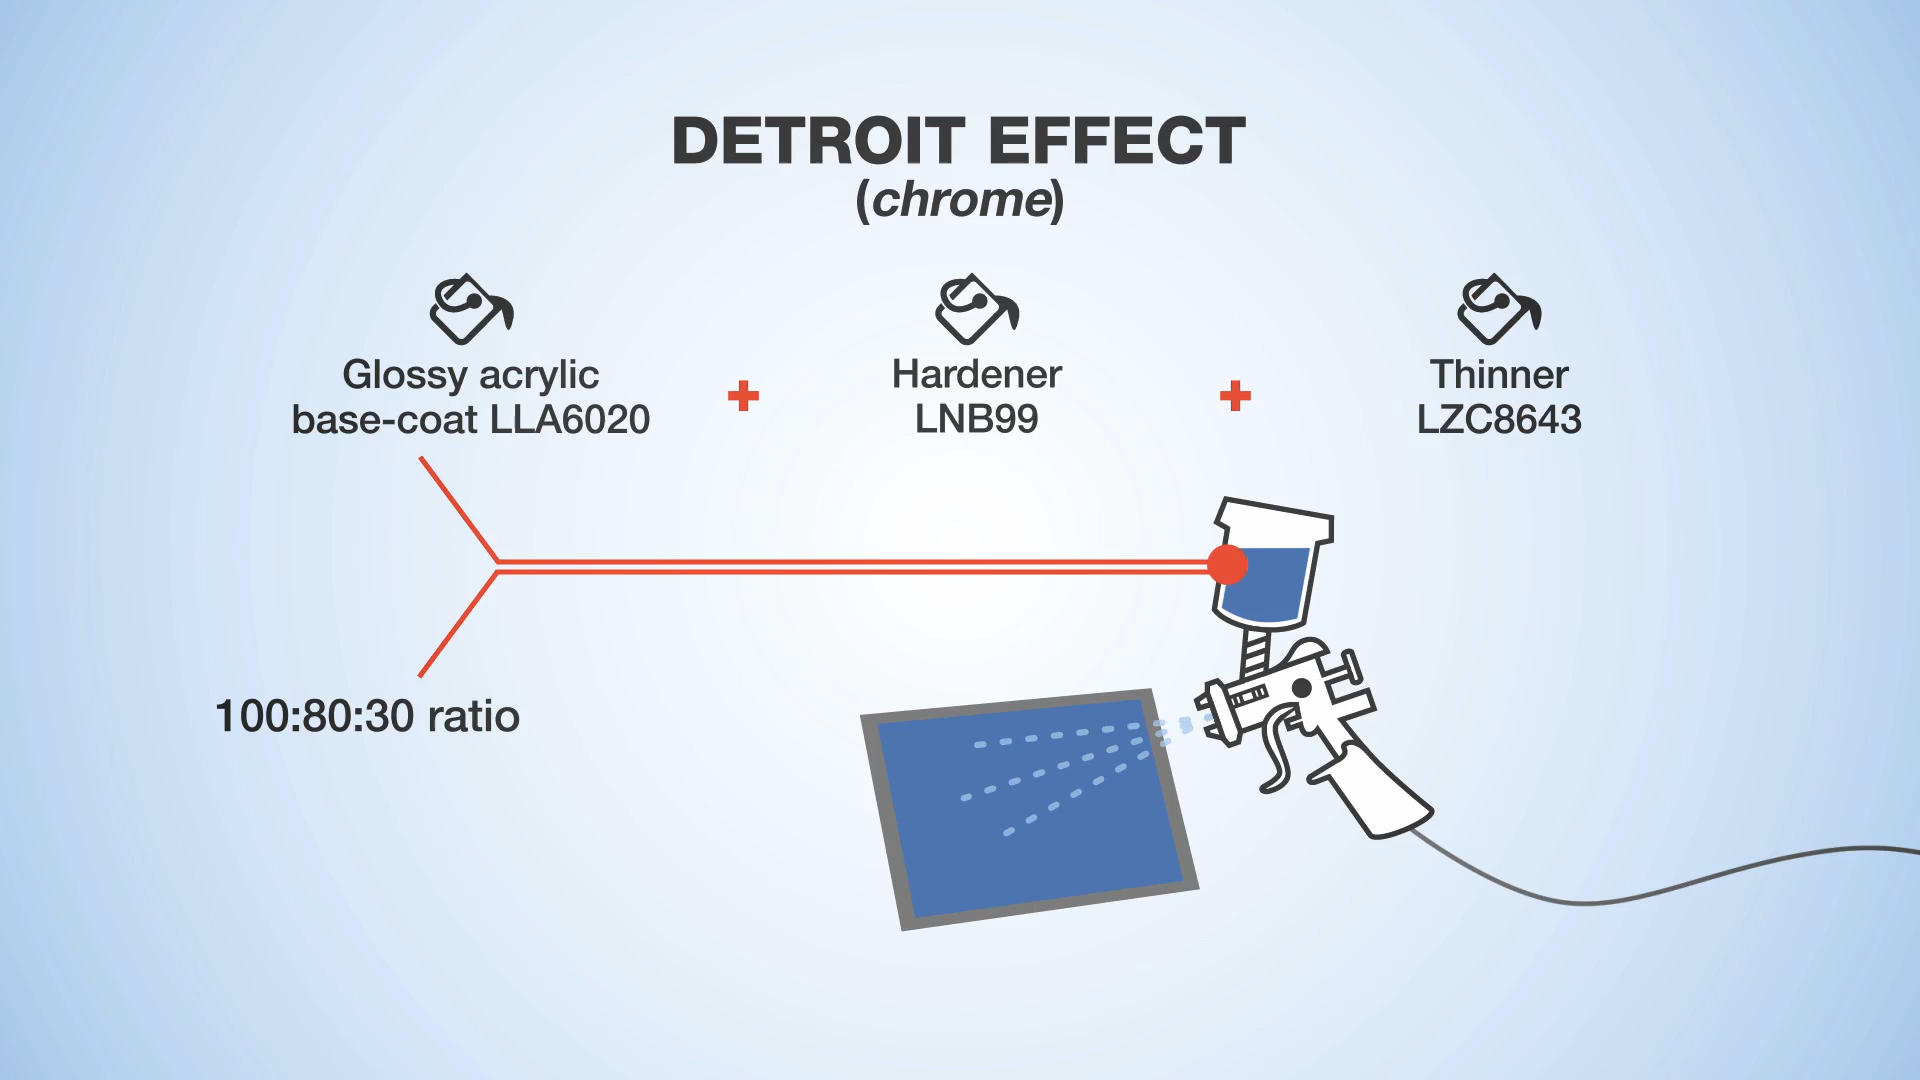 DETROIT EFFECT
(chrome)
Glossy acrylic
base-coat LLA6020
+
Hardener
LNB99
+
Thinner
LZC8643
100:80:30 ratio